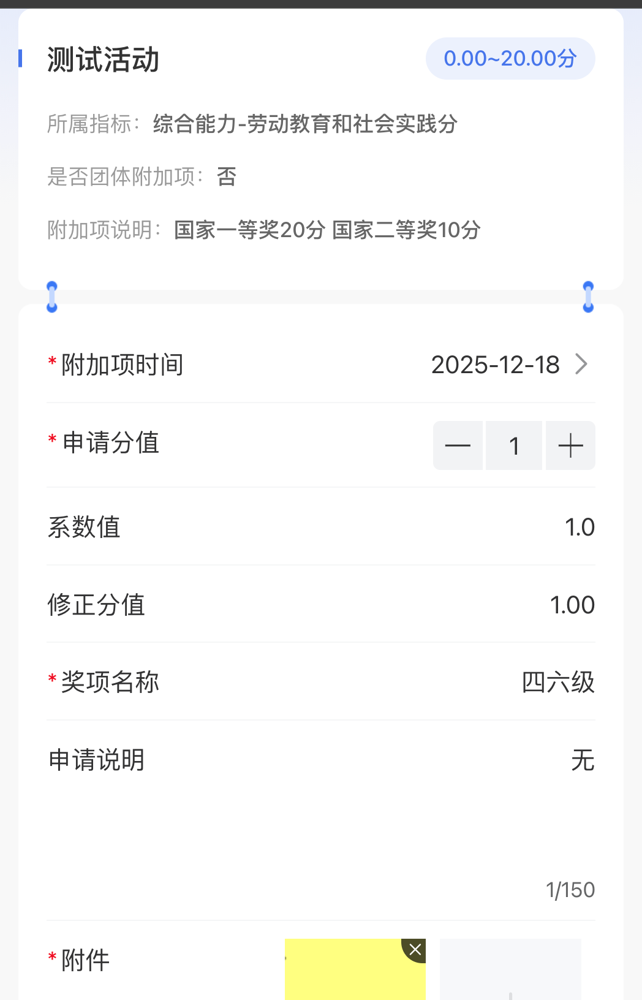 测试活动
0.00~20.00分
所属指标：综合能力-劳动教育和社会实践分
是否团体附加项：否
附加项说明：国家一等奖20分 国家二等奖10分
*附加项时间 2025-12-18
*申请分值 1
系数值 1.0
修正分值 1.00
*奖项名称 四六级
申请说明 无
1/150
*附件